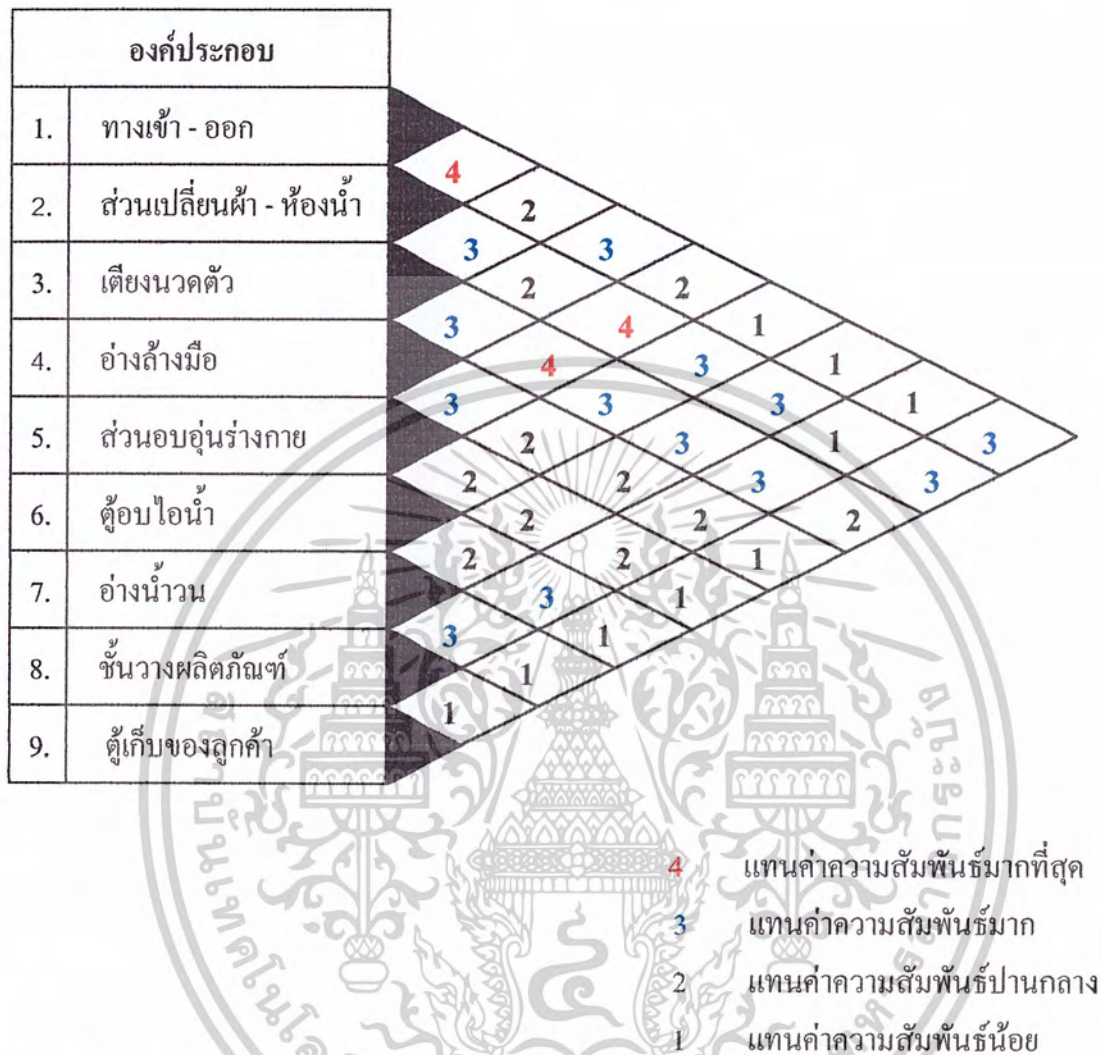 องค์ประกอบ
1. ทางเข้า - ออก
4
2. ส่วนเปลี่ยนผ้า - ห้องน้ำ 2
3 3
3. เตียงนวดตัว 2 2
3 4 1
4. อ่างล้างมือ 4 3 1
3 3 3 1
5. ส่วนอบอุ่นร่างกาย 2 3 1 3
2 2 3 3
6. ตู้อบไอน้ำ 2 2 2
2 2 1
7. อ่างน้ำวน 3 1
3 1
8. ชั้นวางผลิตภัณฑ์ 1
1
9. ตู้เก็บของลูกค้า
4 แทนค่าความสัมพันธ์มากที่สุด
3 แทนค่าความสัมพันธ์มาก
2 แทนค่าความสัมพันธ์ปานกลาง
1 แทนค่าความสัมพันธ์น้อย